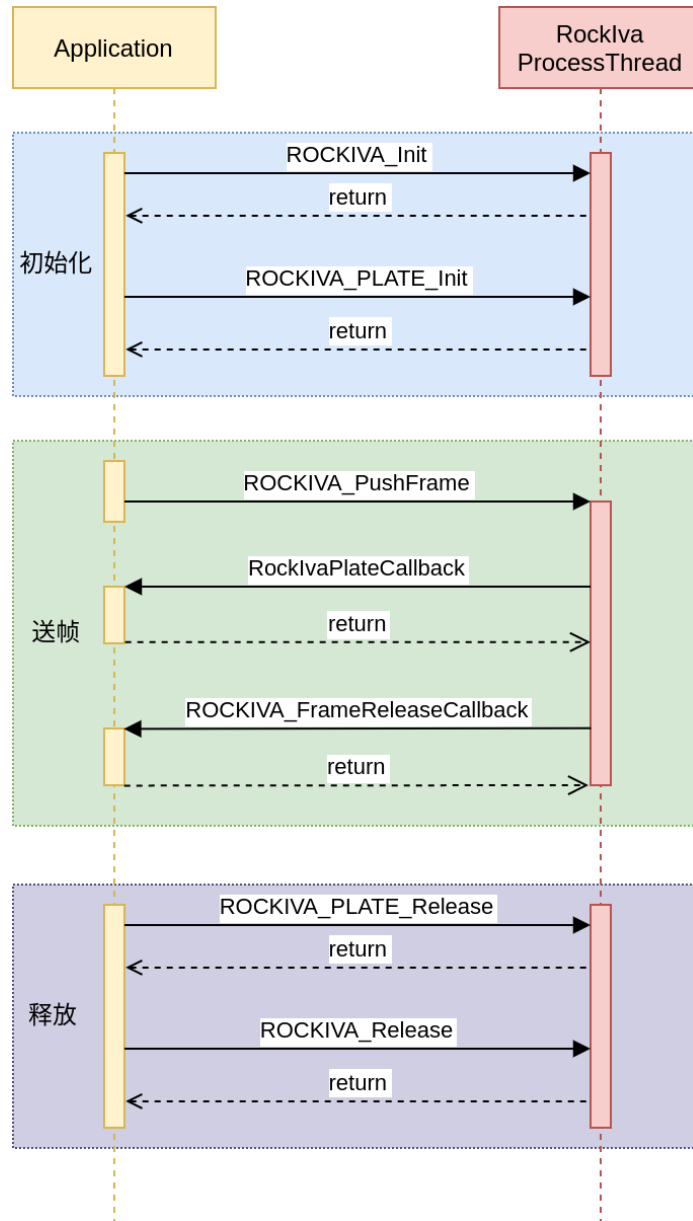 Application
RockIva
ProcessThread
ROCKIVA_Init
return
初始化
ROCKIVA_PLATE_Init
return
ROCKIVA_PushFrame
RockIvaPlateCallback
return
送帧
ROCKIVA_FrameReleaseCallback
return
ROCKIVA_PLATE_Release
return
释放
ROCKIVA_Release
return